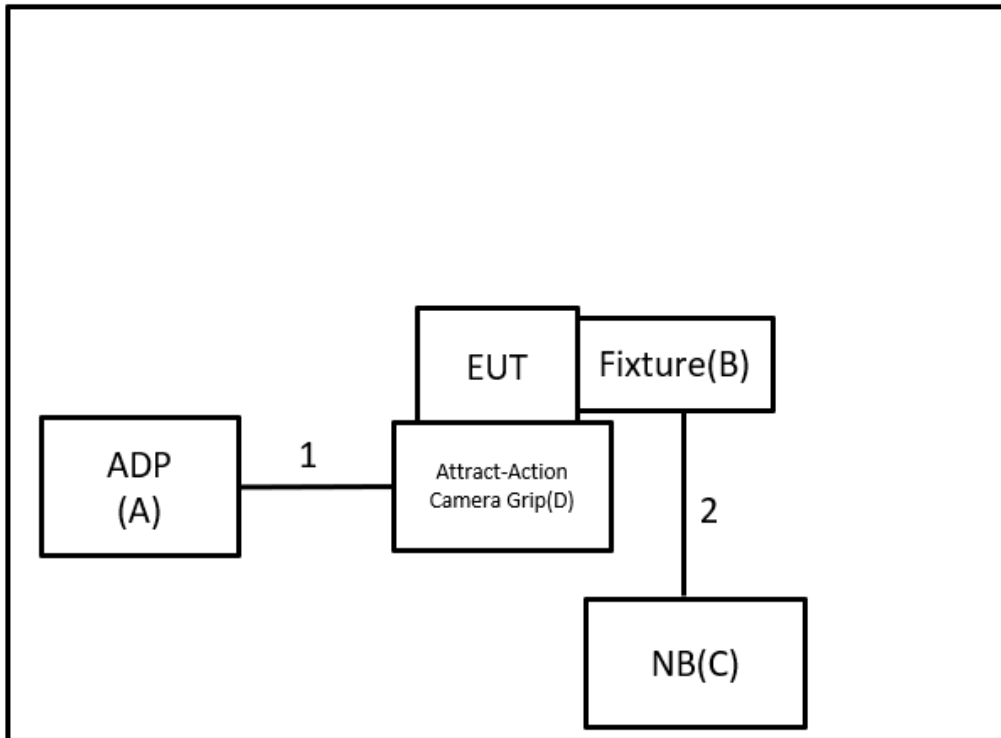 EUT
Fixture(B)
ADP
(A)
1
Attract-Action
Camera Grip(D)
2
NB(C)